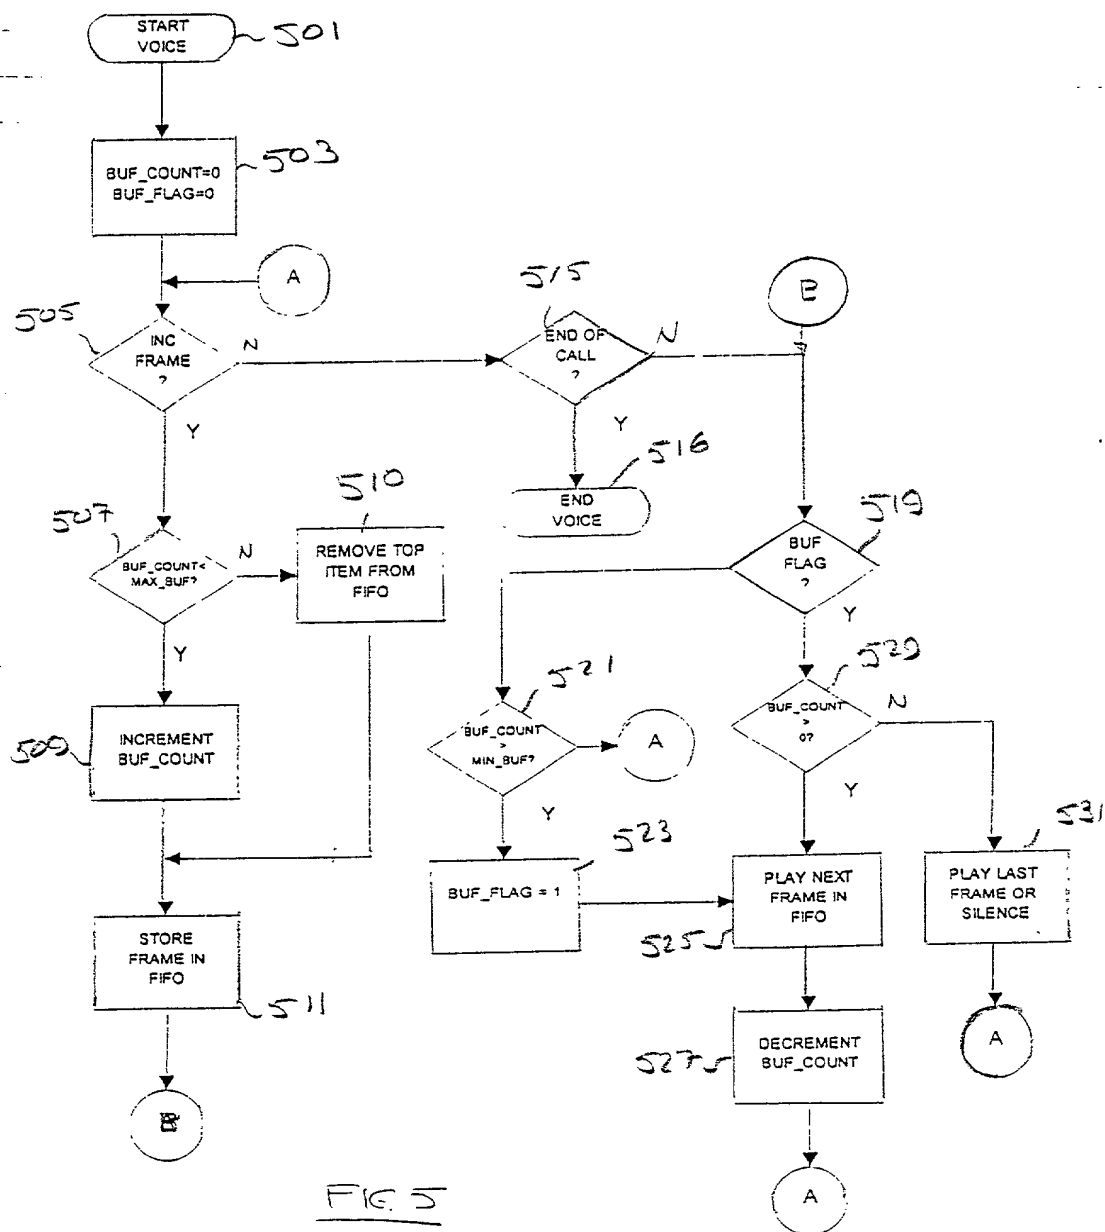 START
VOICE
501
BUF_COUNT=0
BUF_FLAG=0
503
A
505
INC
FRAME
?
N
Y
515
END OF
CALL
?
N
Y
B
516
END
VOICE
507
BUF_COUNT<
MAX_BUF?
N
Y
510
REMOVE TOP
ITEM FROM
FIFO
519
BUF
FLAG
?
Y
521
BUF_COUNT
>
MIN_BUF?
Y
A
529
BUF_COUNT
>
0?
N
Y
509
INCREMENT
BUF_COUNT
523
BUF_FLAG = 1
PLAY NEXT
FRAME IN
FIFO
525
531
PLAY LAST
FRAME OR
SILENCE
STORE
FRAME IN
FIFO
511
527
DECREMENT
BUF_COUNT
A
B
A
FIG 5